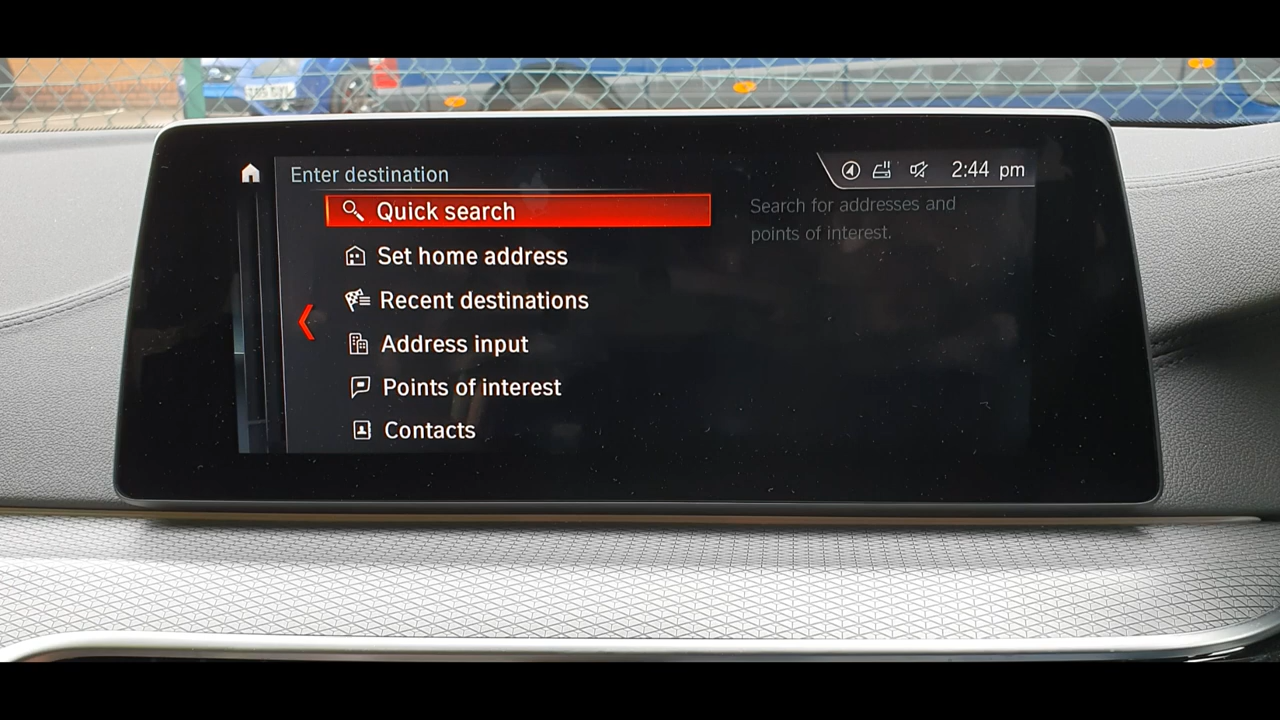 Enter destination
2:44 pm
Quick search
Search for addresses and
points of interest.
Set home address
Recent destinations
Address input
Points of interest
Contacts